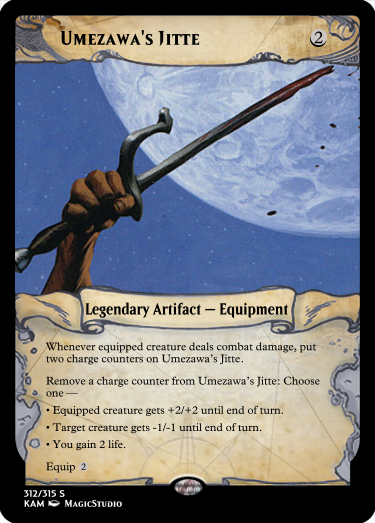 Umezawa's Jitte 2
Legendary Artifact — Equipment
Whenever equipped creature deals combat damage, put
two charge counters on Umezawa's Jitte.
Remove a charge counter from Umezawa's Jitte: Choose
one —
• Equipped creature gets +2/+2 until end of turn.
• Target creature gets -1/-1 until end of turn.
• You gain 2 life.
Equip 2
312/315 S
KAM MagicStudio